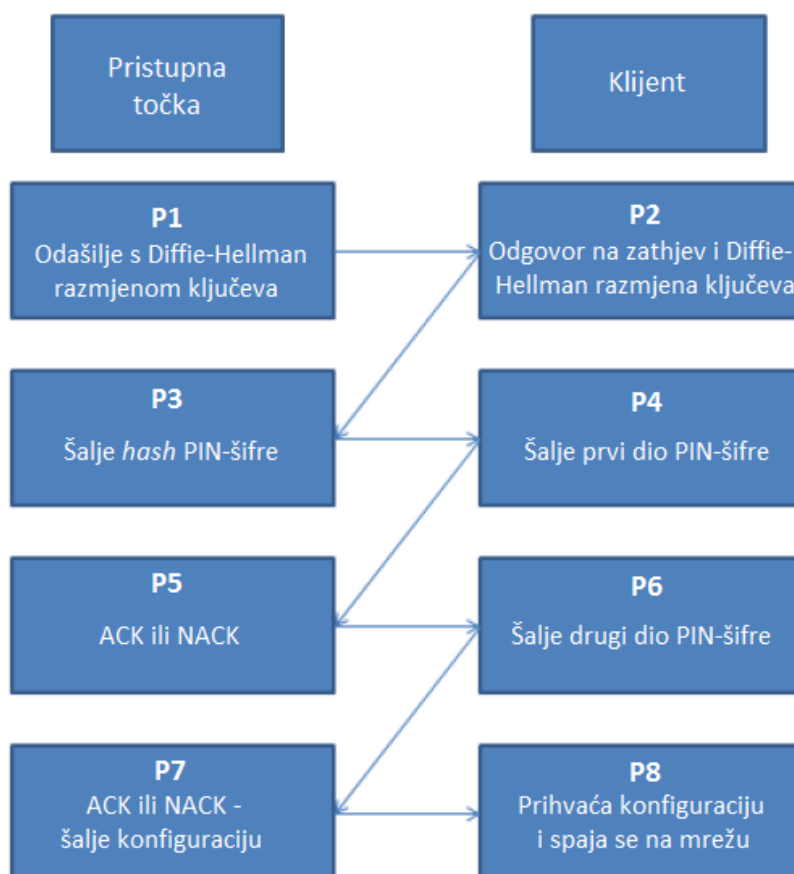 Pristupna
točka
Klijent
P1
Odašilje s Diffie-Hellman
razmjenom ključeva
P2
Odgovor na zathjev i Diffie-
Hellman razmjena ključeva
P3
Šalje hash PIN-šifre
P4
Šalje prvi dio PIN-šifre
P5
ACK ili NACK
P6
Šalje drugi dio PIN-šifre
P7
ACK ili NACK -
šalje konfiguraciju
P8
Prihvaća konfiguraciju
i spaja se na mrežu